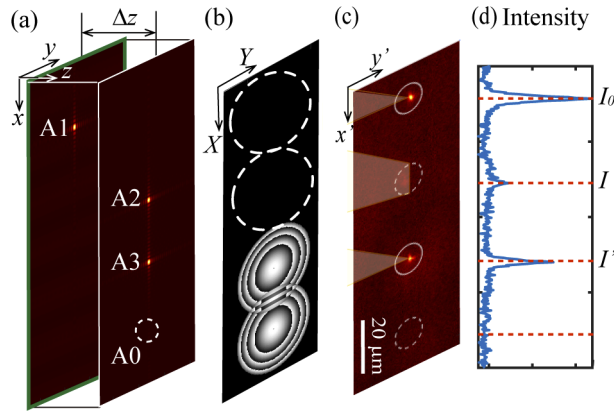 (a)
Δz
y
z
x
A1
A2
A3
A0
(b)
Y
X
(c)
y’
x’
20 μm
(d) Intensity
I₀
I
I’